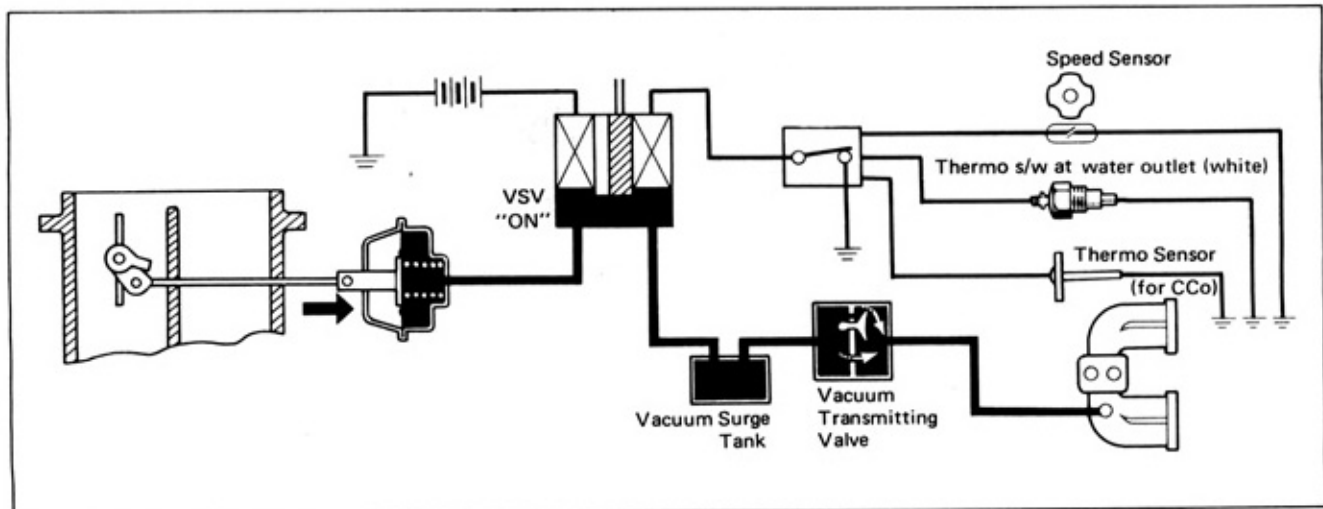 Speed Sensor
Thermo s/w at water outlet (white)
VSV
"ON"
Thermo Sensor
(for CCo)
Vacuum Surge
Tank
Vacuum
Transmitting
Valve